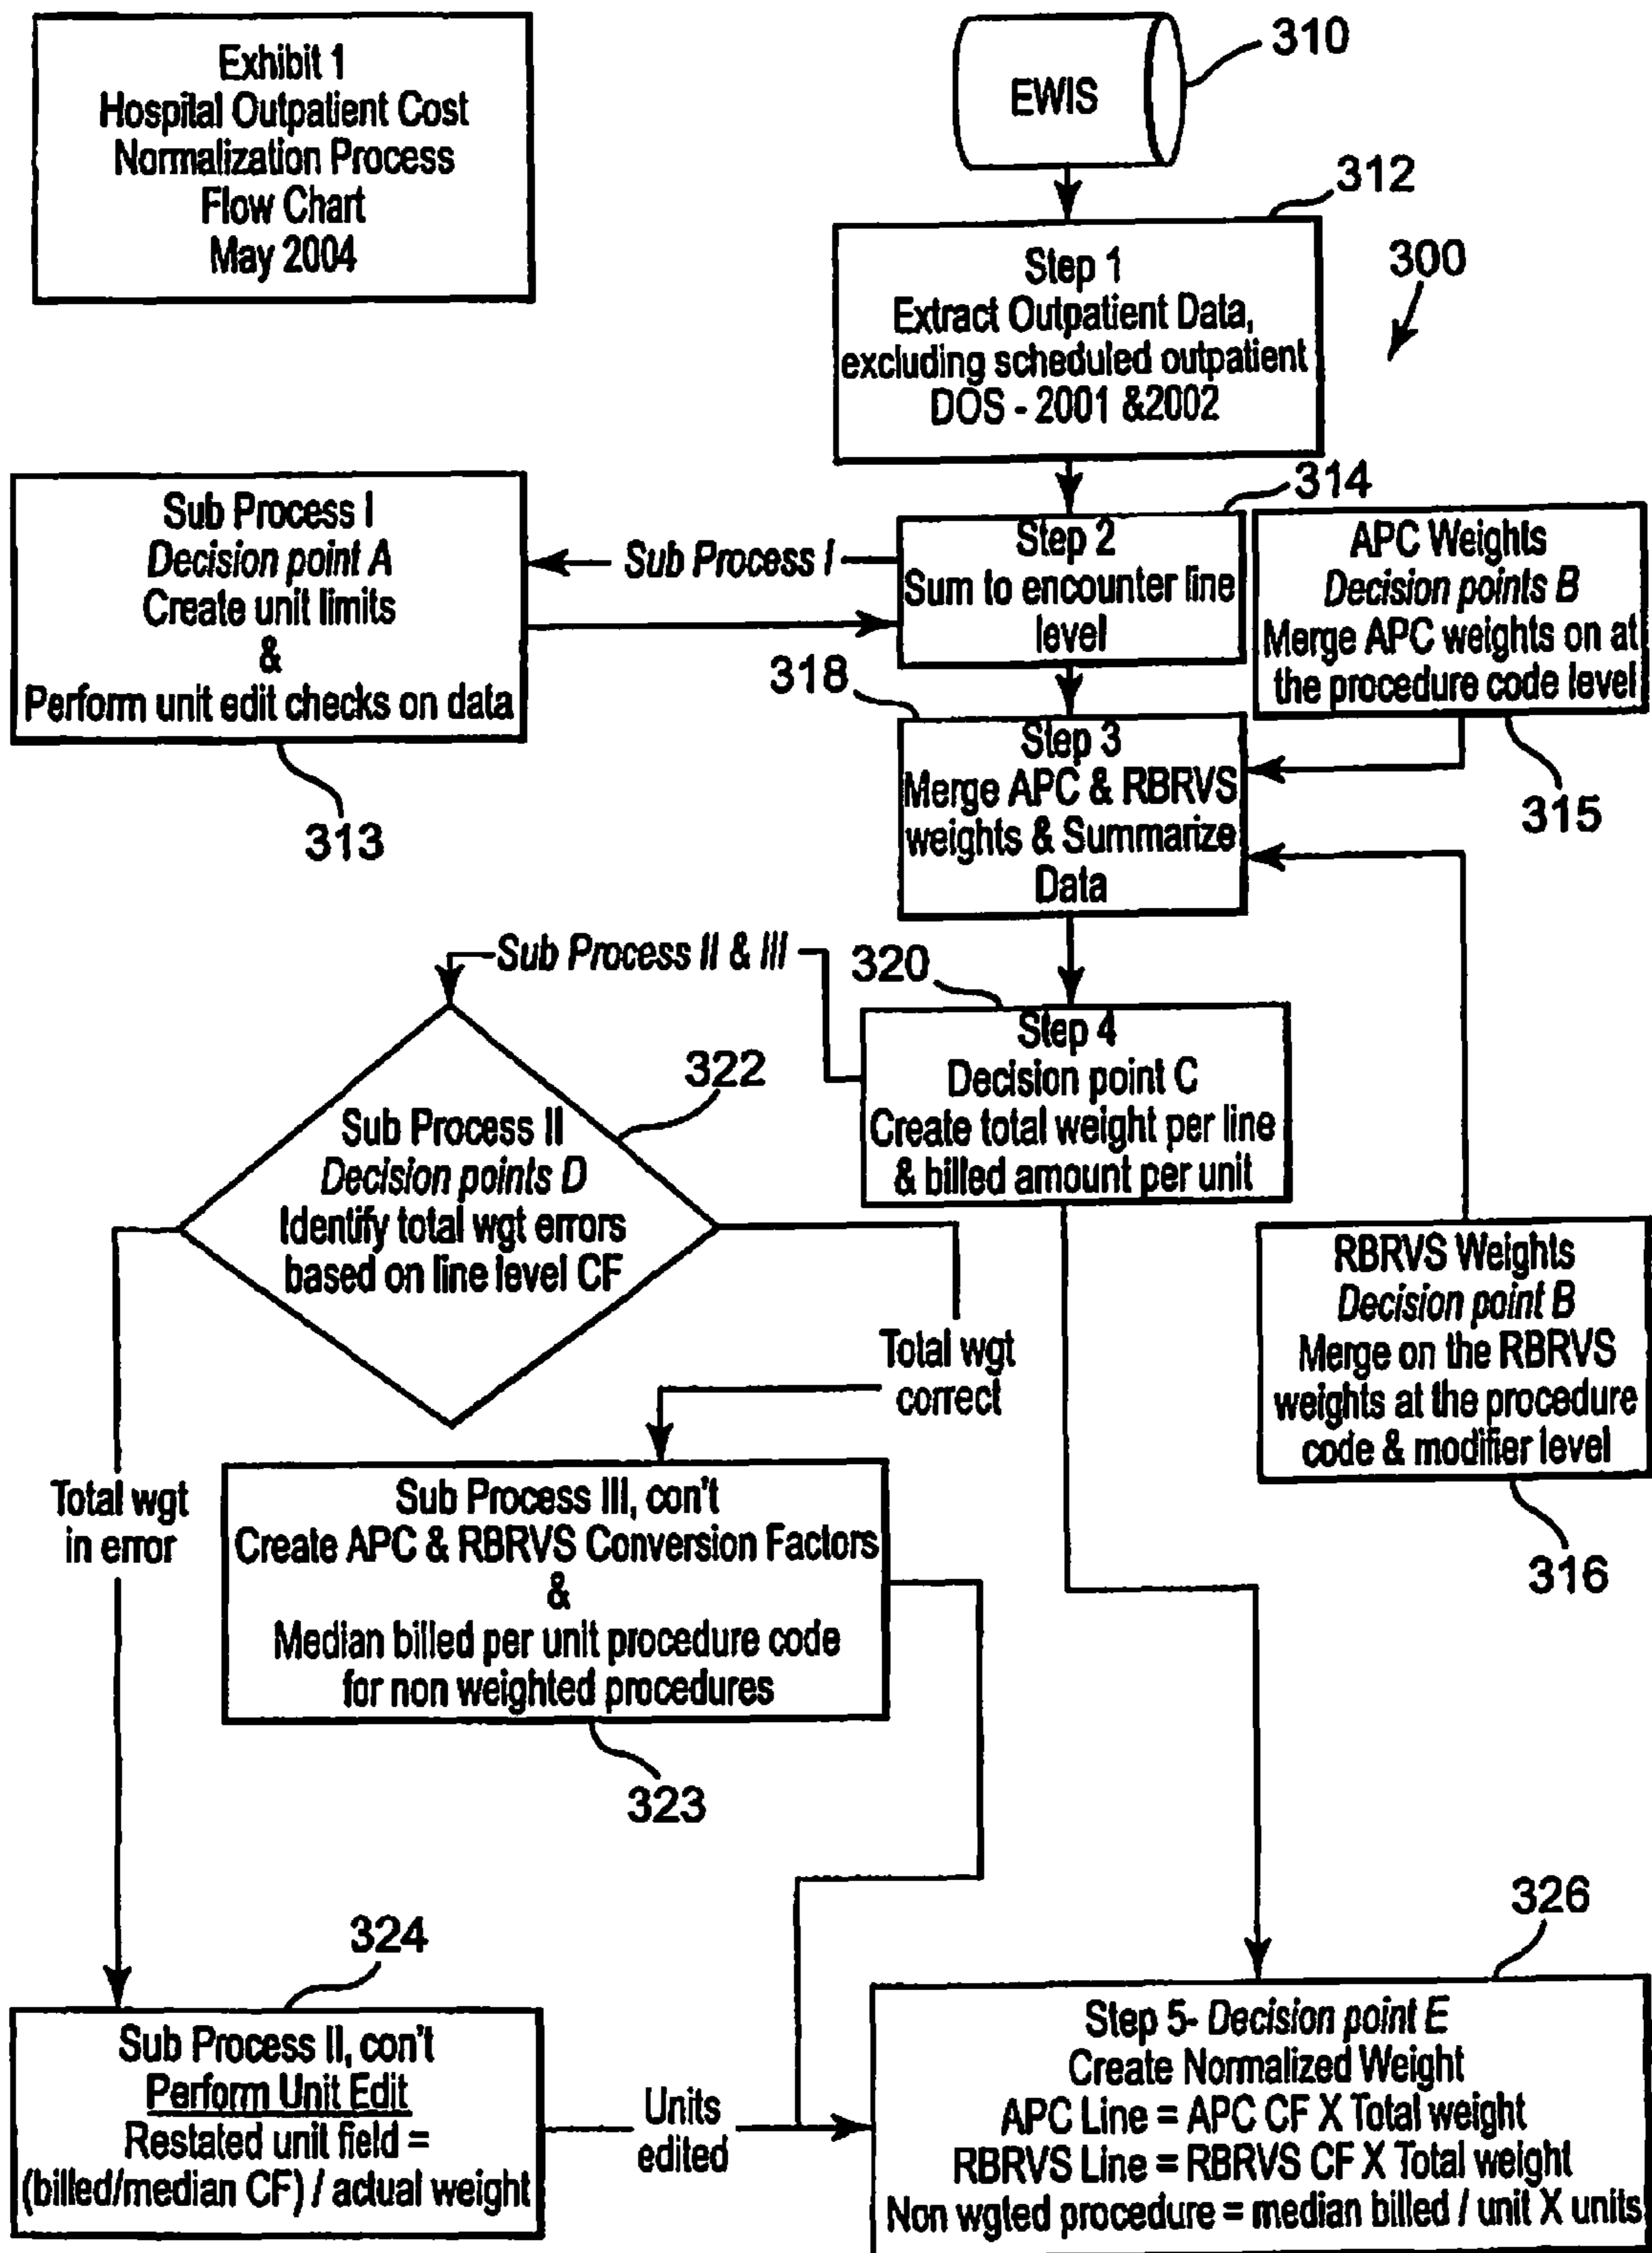 Exhibit 1
Hospital Outpatient Cost
Normalization Process
Flow Chart
May 2004
EWIS
310
312
Step 1
Extract Outpatient Data,
excluding scheduled outpatient
DOS - 2001 &2002
300
Sub Process I
Decision point A
Create unit limits
&
Perform unit edit checks on data
313
Sub Process I
314
Step 2
Sum to encounter line
level
APC Weights
Decision points B
Merge APC weights on at
the procedure code level
315
318
Step 3
Merge APC & RBRVS
weights & Summarize
Data
Sub Process II & III
320
Step 4
Decision point C
Create total weight per line
& billed amount per unit
322
Sub Process II
Decision points D
Identify total wgt errors
based on line level CF
RBRVS Weights
Decision point B
Merge on the RBRVS
weights at the procedure
code & modifier level
316
Total wgt
correct
Total wgt
in error
Sub Process III, con't
Create APC & RBRVS Conversion Factors
&
Median billed per unit procedure code
for non weighted procedures
323
324
Sub Process II, con't
Perform Unit Edit
Restated unit field =
(billed/median CF) / actual weight
Units
edited
326
Step 5- Decision point E
Create Normalized Weight
APC Line = APC CF X Total weight
RBRVS Line = RBRVS CF X Total weight
Non wgted procedure = median billed / unit X units